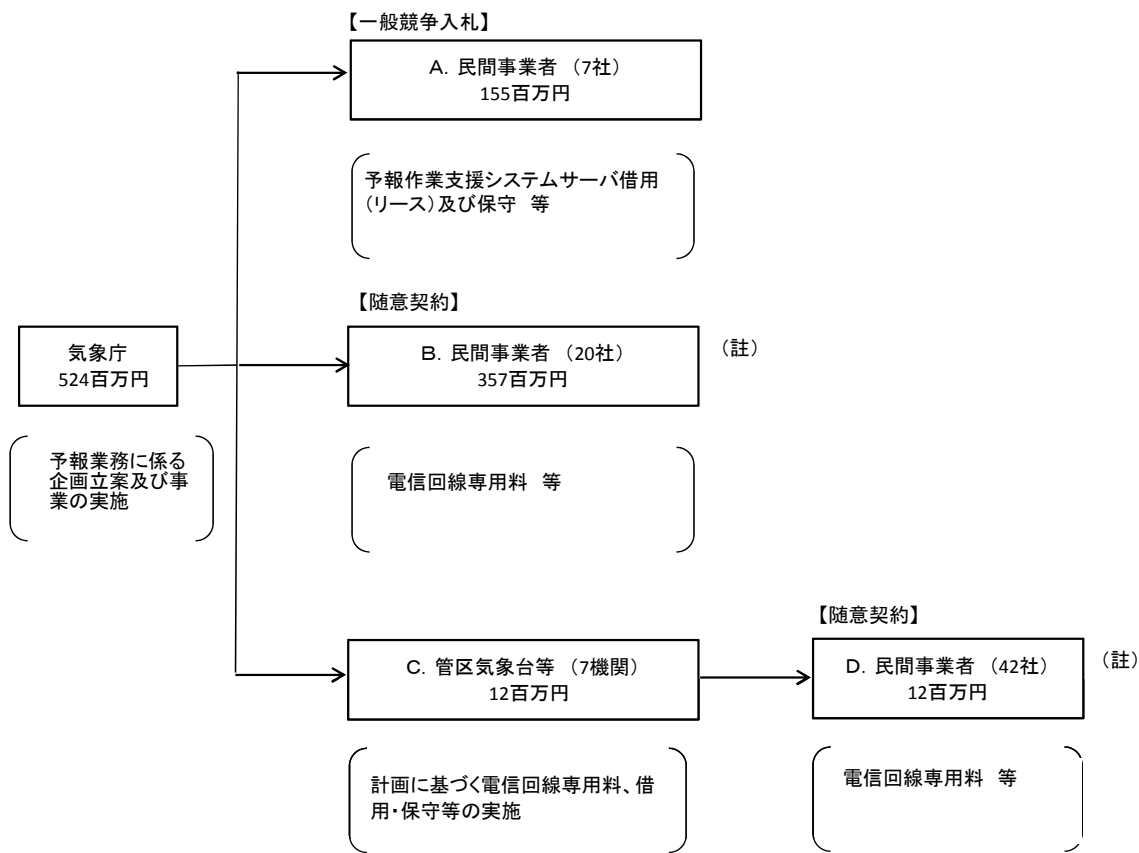 【一般競争入札】
A. 民間事業者 (7社)
155百万円
予報作業支援システムサーバ借用
(リース)及び保守 等
【随意契約】
気象庁
524百万円
B. 民間事業者 (20社)
357百万円
(註)
予報業務に係る
企画立案及び事
業の実施
電信回線専用料 等
【随意契約】
C. 管区気象台等 (7機関)
12百万円
D. 民間事業者 (42社)
12百万円
(註)
計画に基づく電信回線専用料、借
用・保守等の実施
電信回線専用料 等